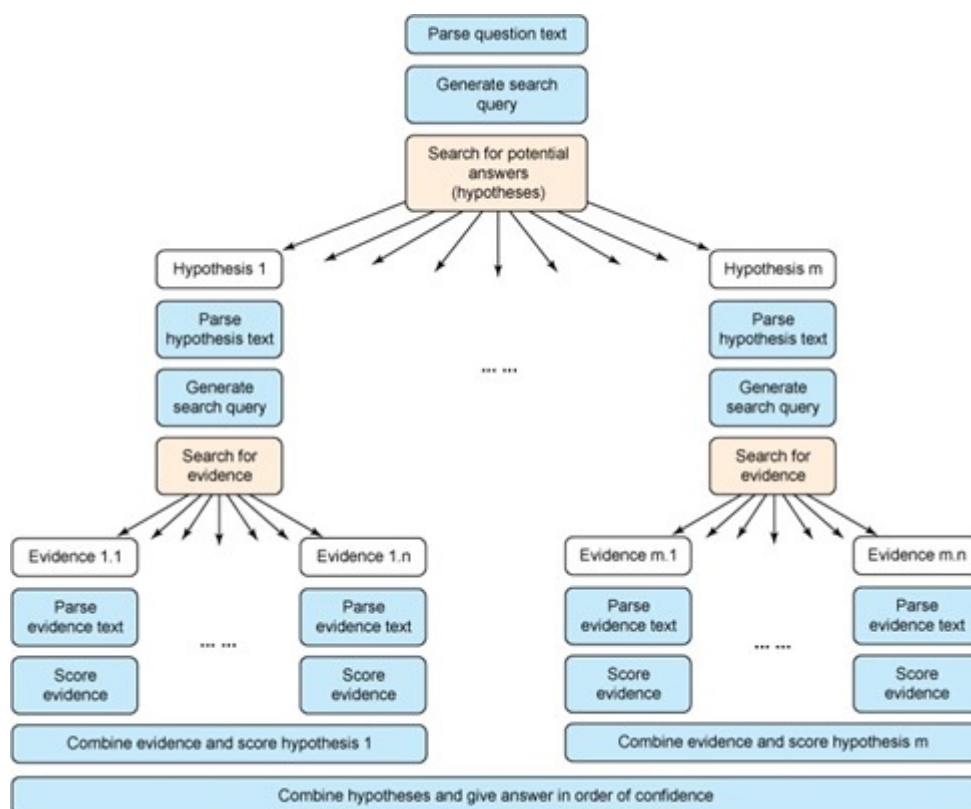 Parse question text
Generate search
query
Search for potential
answers
(hypotheses)
Hypothesis 1
Hypothesis m
Parse
hypothesis text
Parse
hypothesis text
... ...
Generate
search query
Generate
search query
Search for
evidence
Search for
evidence
Evidence 1.1
Evidence 1.n
Evidence m.1
Evidence m.n
Parse
evidence text
Parse
evidence text
Parse
evidence text
Parse
evidence text
... ...
... ...
Score
evidence
Score
evidence
Score
evidence
Score
evidence
Combine evidence and score hypothesis 1
Combine evidence and score hypothesis m
Combine hypotheses and give answer in order of confidence